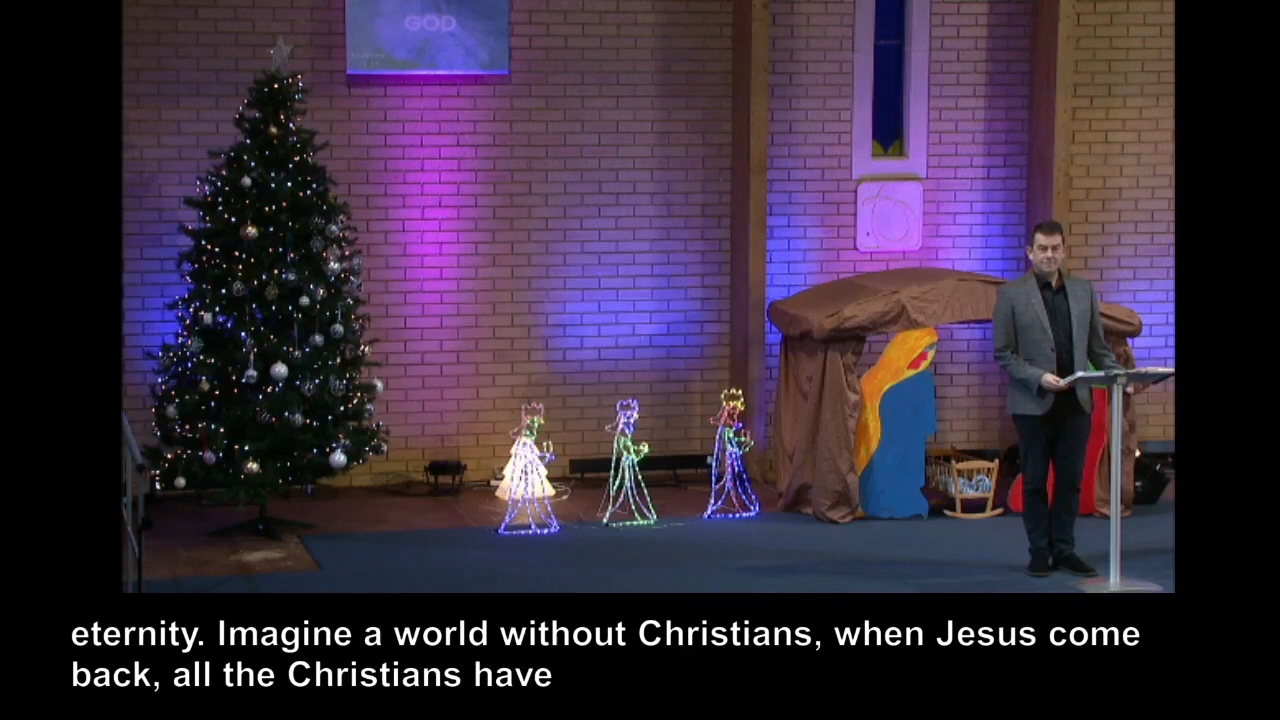 GOD
eternity. Imagine a world without Christians, when Jesus come
back, all the Christians have